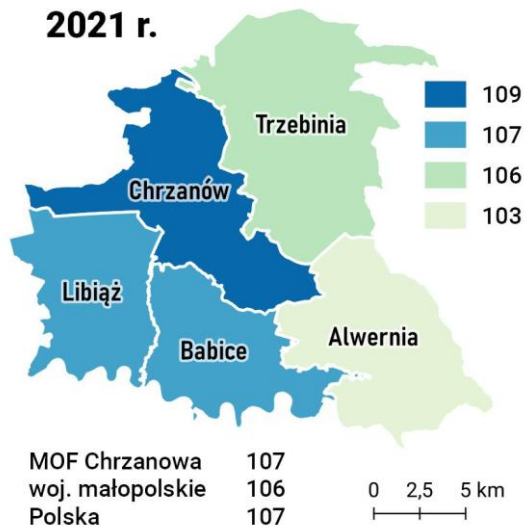 2021 r.
109
107
106
103
Trzebinia
Chrzanów
Libiąż
Babice
Alwernia
MOF Chrzanowa 107
woj. małopolskie 106
Polska 107
0 2,5 5 km